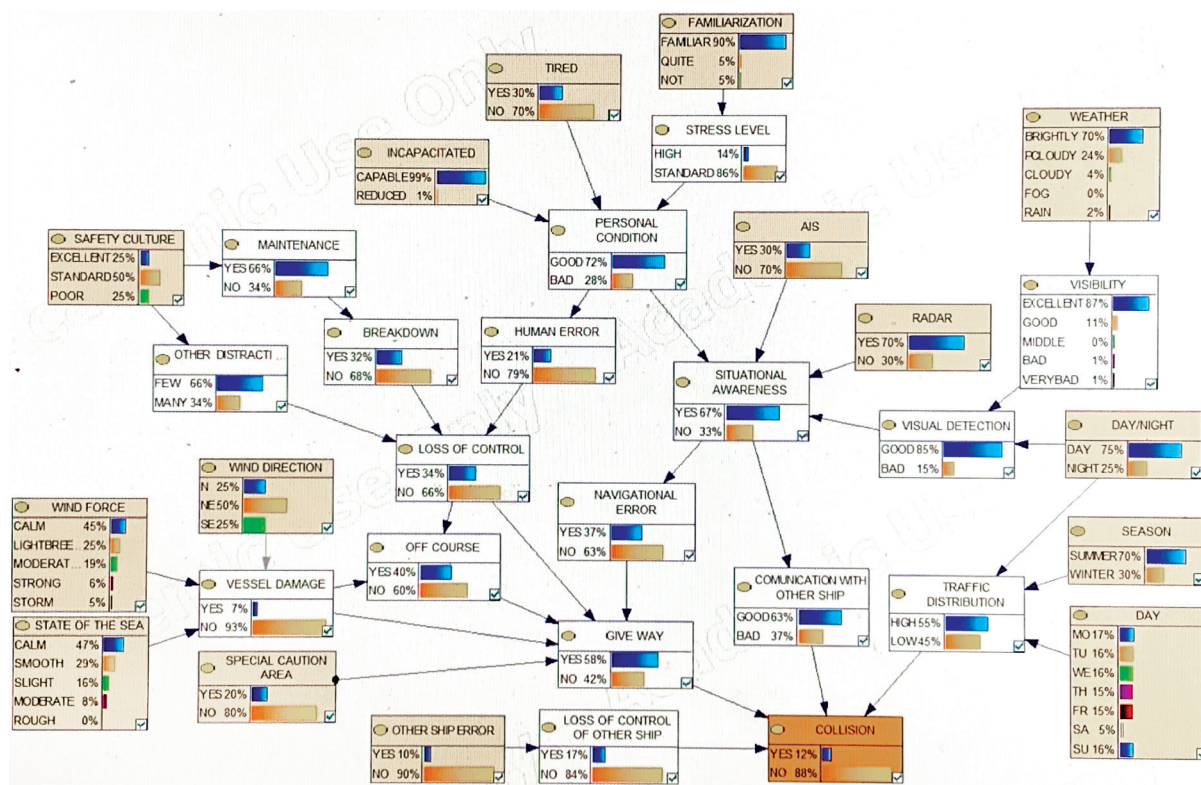 FAMILIARIZATION
FAMILIAR 90%
QUITE 5%
NOT 5%
TIRED
YES 30%
NO 70%
STRESS LEVEL
HIGH 14%
STANDARD 86%
WEATHER
BRIGHTLY 70%
PCLOUDY 24%
CLOUDY 4%
FOG 0%
RAIN 2%
INCAPACITATED
CAPABLE 99%
REDUCED 1%
PERSONAL
CONDITION
GOOD 72%
BAD 28%
AIS
YES 30%
NO 70%
SAFETY CULTURE
EXCELLENT 25%
STANDARD 50%
POOR 25%
MAINTENANCE
YES 66%
NO 34%
VISIBILITY
EXCELLENT 87%
GOOD 11%
MIDDLE 0%
BAD 1%
VERYBAD 1%
BREAKDOWN
YES 32%
NO 68%
HUMAN ERROR
YES 21%
NO 79%
RADAR
YES 70%
NO 30%
OTHER DISTRACTI ...
FEW 66%
MANY 34%
SITUATIONAL
AWARENESS
YES 67%
NO 33%
VISUAL DETECTION
GOOD 85%
BAD 15%
DAY/NIGHT
DAY 75%
NIGHT 25%
LOSS OF CONTROL
YES 34%
NO 66%
WIND DIRECTION
N 25%
NE 50%
SE 25%
NAVIGATIONAL
ERROR
YES 37%
NO 63%
WIND FORCE
CALM 45%
LIGHTBREE... 25%
MODERAT... 19%
STRONG 6%
STORM 5%
OFF COURSE
YES 40%
NO 60%
SEASON
SUMMER 70%
WINTER 30%
VESSEL DAMAGE
YES 7%
NO 93%
COMUNICATION WITH
OTHER SHIP
GOOD 63%
BAD 37%
TRAFFIC
DISTRIBUTION
HIGH 55%
LOW 45%
STATE OF THE SEA
CALM 47%
SMOOTH 29%
SLIGHT 16%
MODERATE 8%
ROUGH 0%
GIVE WAY
YES 58%
NO 42%
DAY
MO 17%
TU 16%
WE 16%
TH 15%
FR 15%
SA 5%
SU 16%
SPECIAL CAUTION
AREA
YES 20%
NO 80%
OTHER SHIP ERROR
YES 10%
NO 90%
LOSS OF CONTROL
OF OTHER SHIP
YES 17%
NO 84%
COLLISION
YES 12%
NO 88%